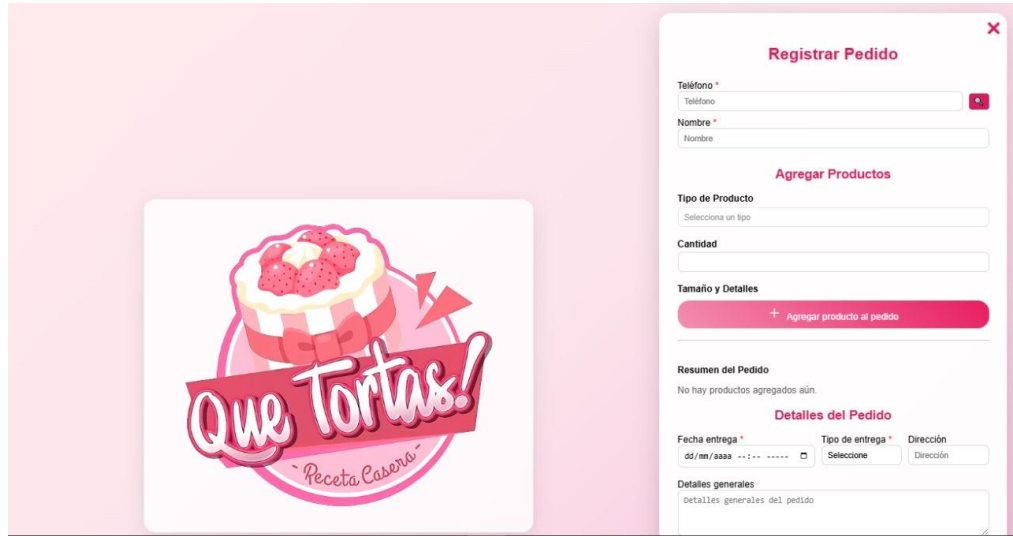 Que Tortas!
- Receta Casera -
Registrar Pedido
Teléfono *
Teléfono
Nombre *
Nombre
Agregar Productos
Tipo de Producto
Selecciona un tipo
Cantidad
Tamaño y Detalles
+ Agregar producto al pedido
Resumen del Pedido
No hay productos agregados aún.
Detalles del Pedido
Fecha entrega * Tipo de entrega * Dirección
dd/mm/aaaa --:-- ----- Seleccione Dirección
Detalles generales
Detalles generales del pedido